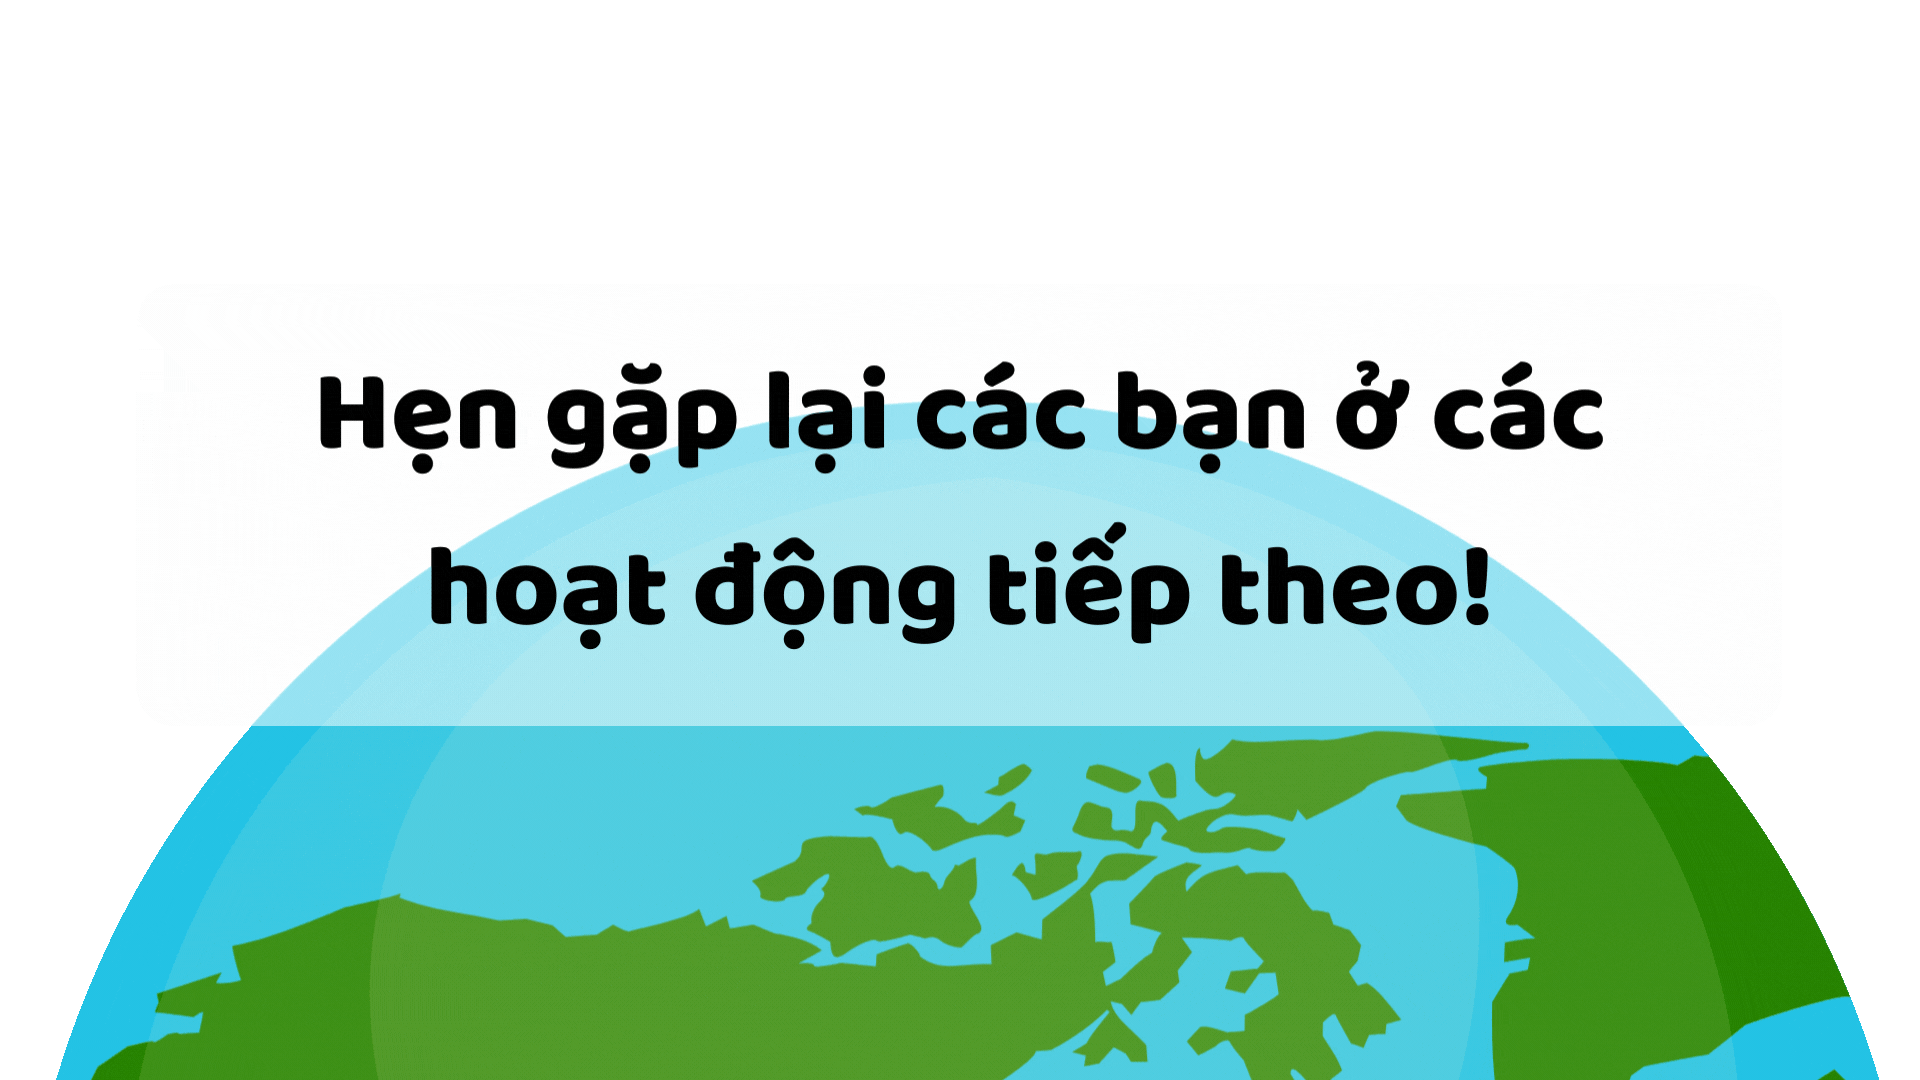 Hẹn gặp lại các bạn ở các
hoạt động tiếp theo!